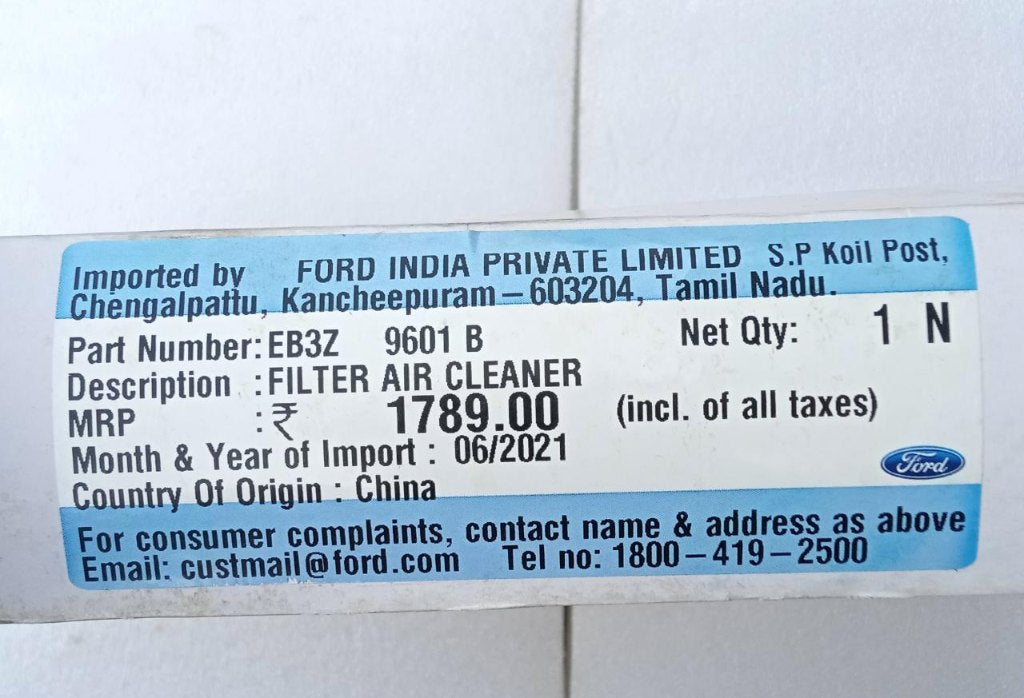 Imported by FORD INDIA PRIVATE LIMITED S.P Koil Post,
Chengalpattu, Kancheepuram – 603204, Tamil Nadu.
Part Number: EB3Z 9601 B Net Qty: 1 N
Description : FILTER AIR CLEANER
MRP : ₹ 1789.00 (incl. of all taxes)
Month & Year of Import : 06/2021
Country Of Origin : China
Ford
For consumer complaints, contact name & address as above
Email: custmail@ford.com Tel no: 1800–419–2500